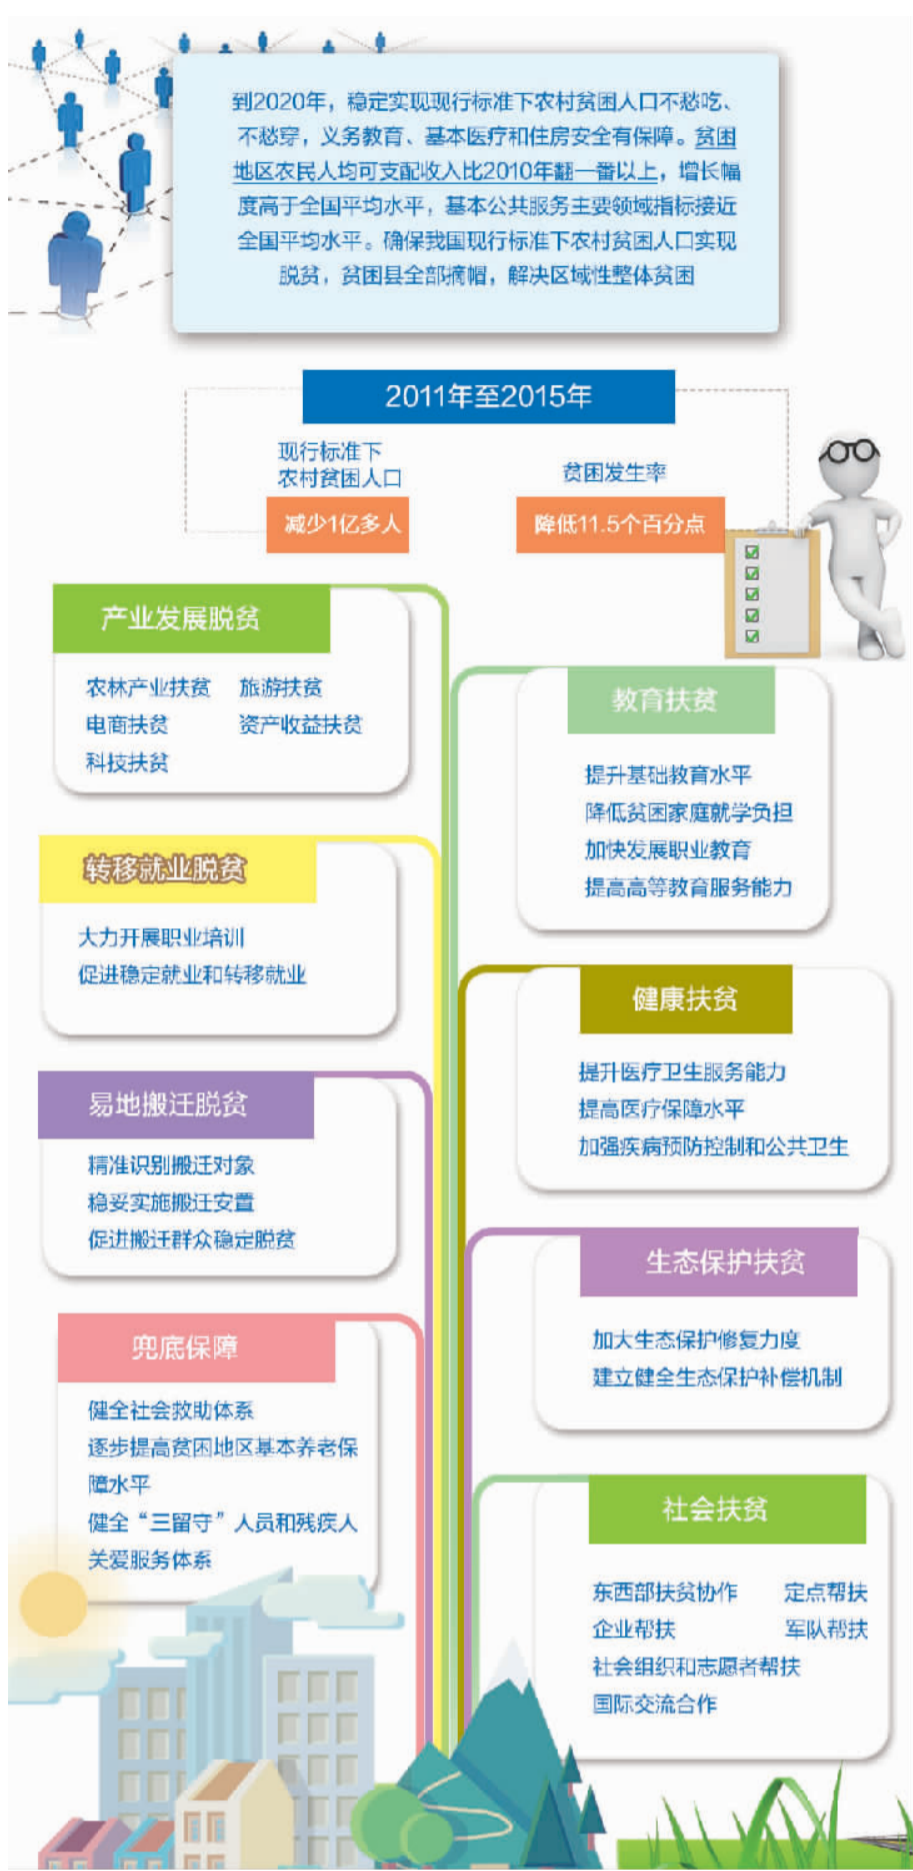 到2020年，稳定实现现行标准下农村贫困人口不愁吃、
不愁穿，义务教育、基本医疗和住房安全有保障。贫困
地区农民人均可支配收入比2010年翻一番以上，增长幅
度高于全国平均水平，基本公共服务主要领域指标接近
全国平均水平。确保我国现行标准下农村贫困人口实现
脱贫，贫困县全部摘帽，解决区域性整体贫困
2011年至2015年
现行标准下
农村贫困人口
减少1亿多人
贫困发生率
降低11.5个百分点
产业发展脱贫
农林产业扶贫 旅游扶贫
电商扶贫 资产收益扶贫
科技扶贫
教育扶贫
提升基础教育水平
降低贫困家庭就学负担
加快发展职业教育
提高高等教育服务能力
转移就业脱贫
大力开展职业培训
促进稳定就业和转移就业
健康扶贫
提升医疗卫生服务能力
提高医疗保障水平
加强疾病预防控制和公共卫生
易地搬迁脱贫
精准识别搬迁对象
稳妥实施搬迁安置
促进搬迁群众稳定脱贫
生态保护扶贫
加大生态保护修复力度
建立健全生态保护补偿机制
兜底保障
健全社会救助体系
逐步提高贫困地区基本养老保
障水平
健全“三留守”人员和残疾人
关爱服务体系
社会扶贫
东西部扶贫协作 定点帮扶
企业帮扶 军队帮扶
社会组织和志愿者帮扶
国际交流合作